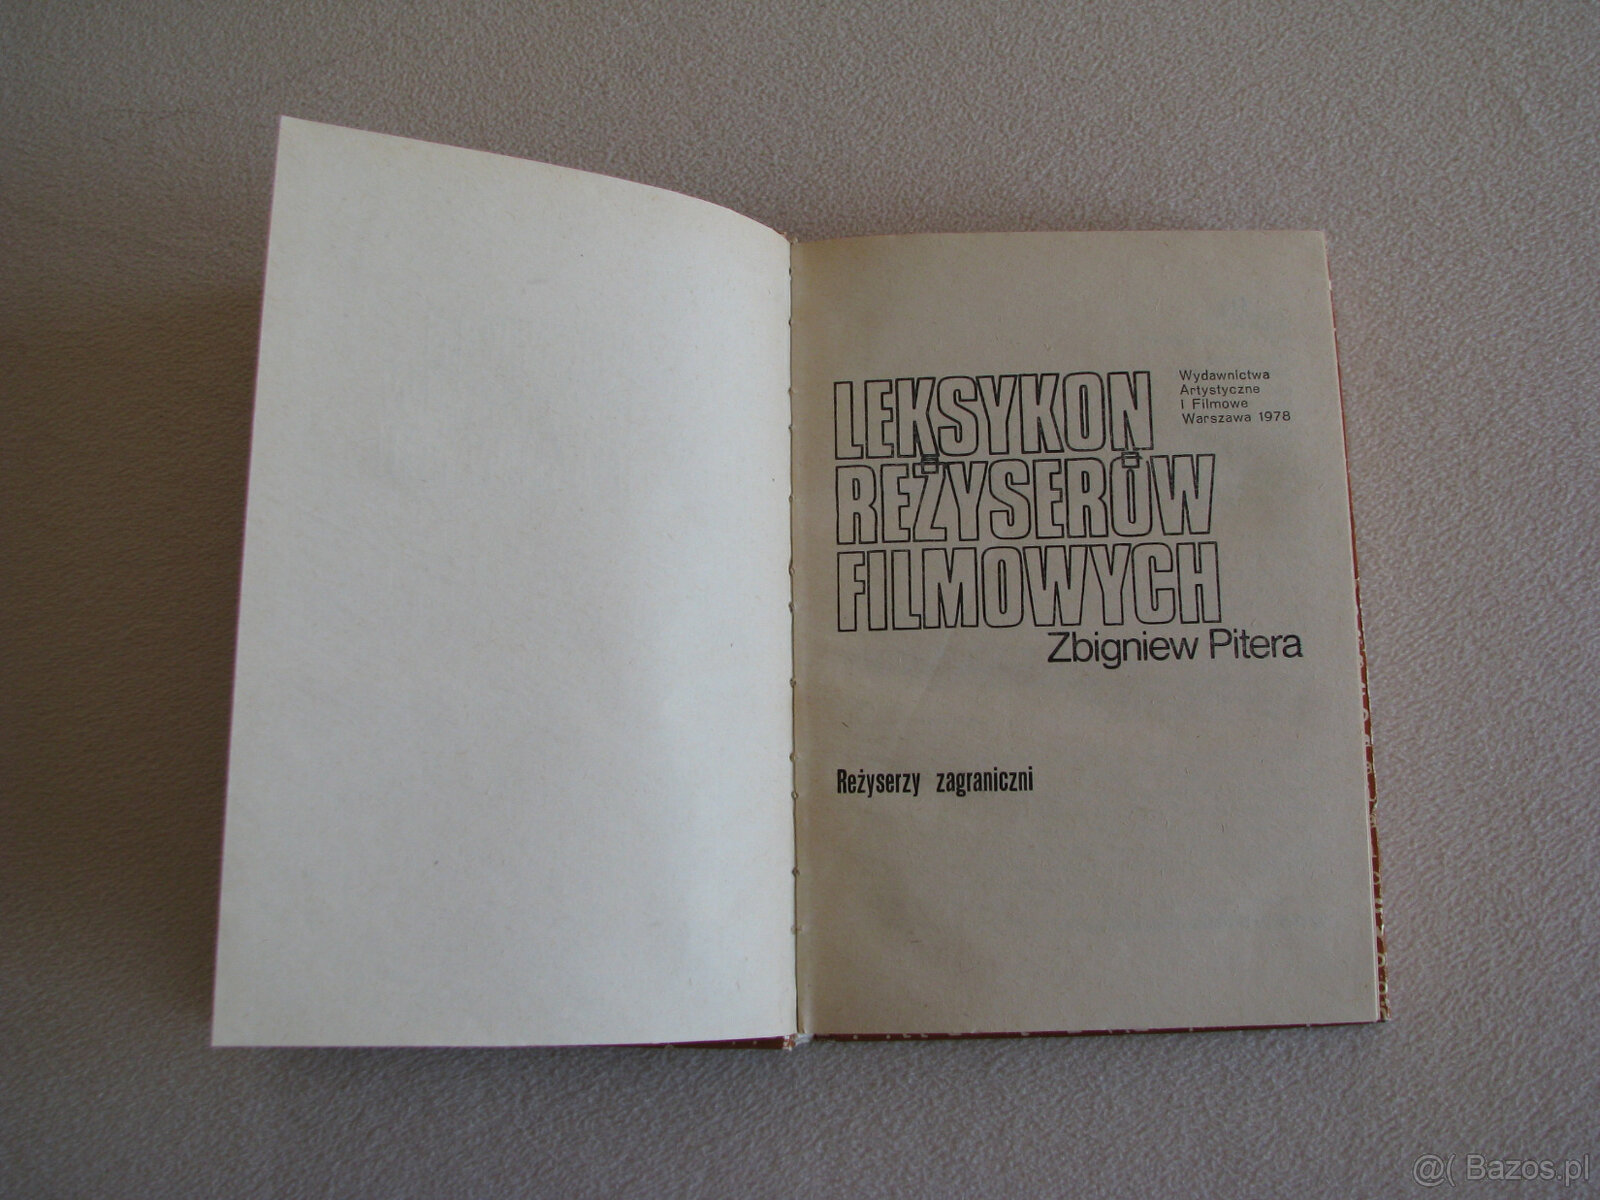 LEKSYKON
REŻYSERÓW
FILMOWYCH
Zbigniew Pitera
Wydawnictwa
Artystyczne
i Filmowe
Warszawa 1978
Reżyserzy zagraniczni
@( Bazos.pl